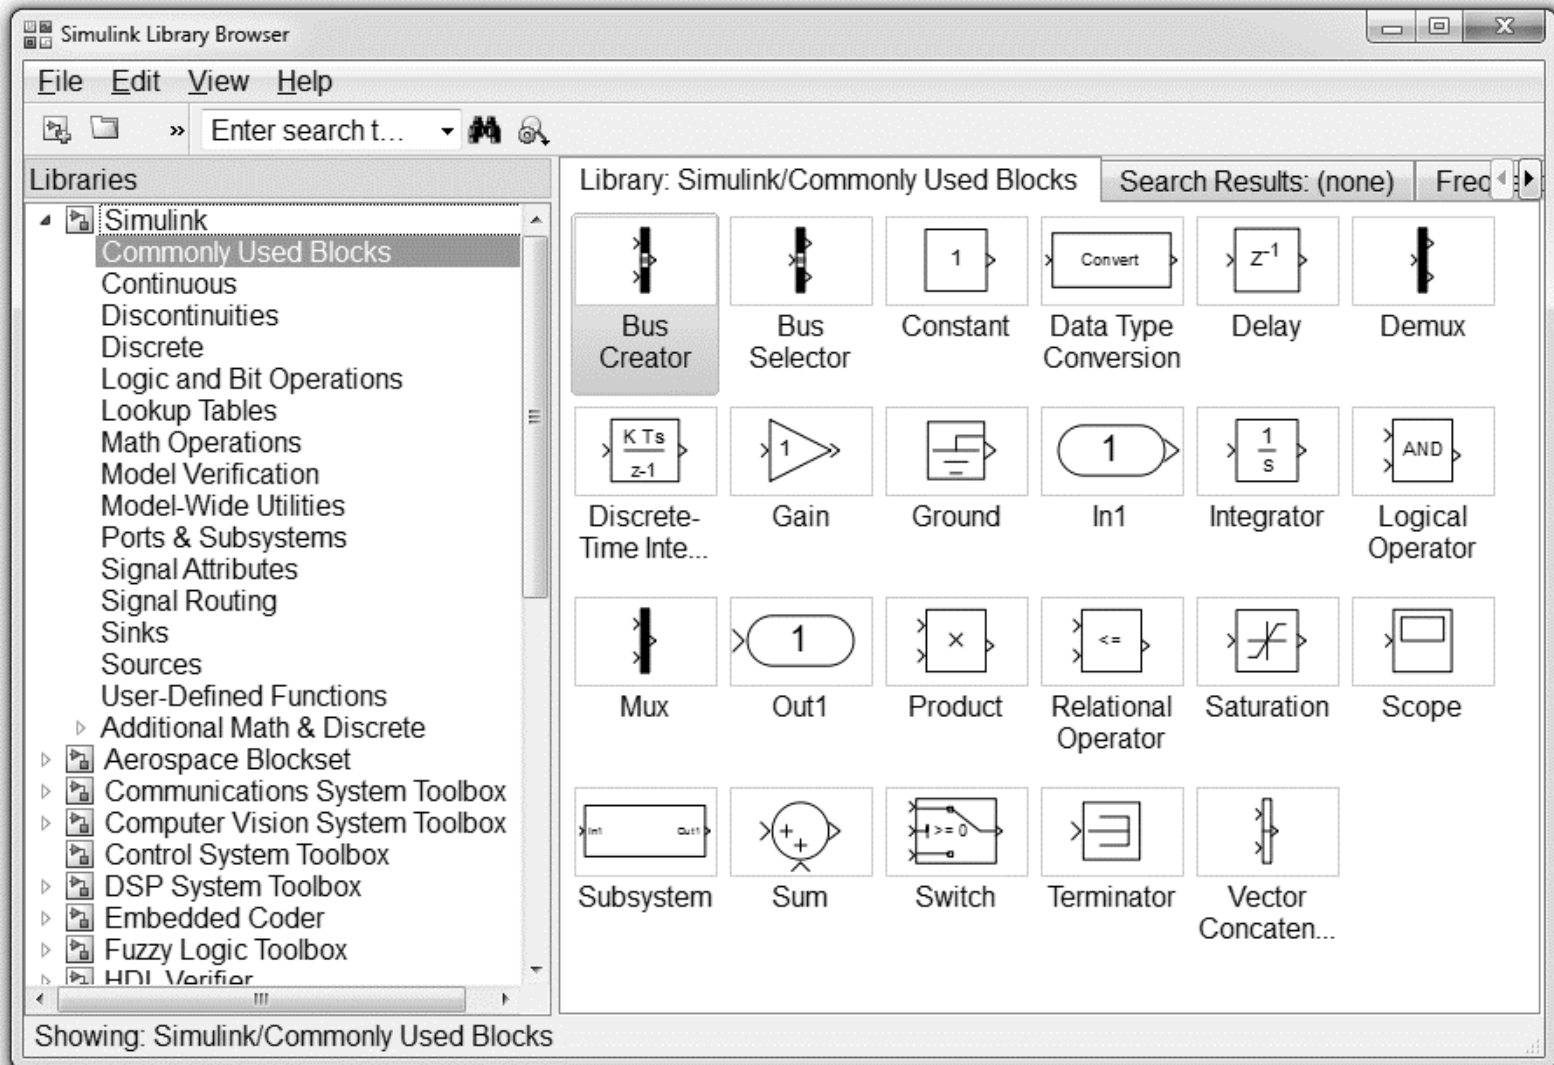 Simulink Library Browser
File Edit View Help
» Enter search t...
Libraries
Simulink
Commonly Used Blocks
Continuous
Discontinuities
Discrete
Logic and Bit Operations
Lookup Tables
Math Operations
Model Verification
Model-Wide Utilities
Ports & Subsystems
Signal Attributes
Signal Routing
Sinks
Sources
User-Defined Functions
Additional Math & Discrete
Aerospace Blockset
Communications System Toolbox
Computer Vision System Toolbox
Control System Toolbox
DSP System Toolbox
Embedded Coder
Fuzzy Logic Toolbox
HDL Verifier
Library: Simulink/Commonly Used Blocks Search Results: (none) Freq
1 Convert z-1
Bus Creator
Bus Selector
Constant
Data Type Conversion
Delay
Demux
K Ts
z-1
1
1
1
s
AND
Discrete-Time Inte...
Gain
Ground
In1
Integrator
Logical Operator
1
×
<=
Mux
Out1
Product
Relational Operator
Saturation
Scope
In1 Out1
+
+
>= 0
Subsystem
Sum
Switch
Terminator
Vector Concaten...
Showing: Simulink/Commonly Used Blocks